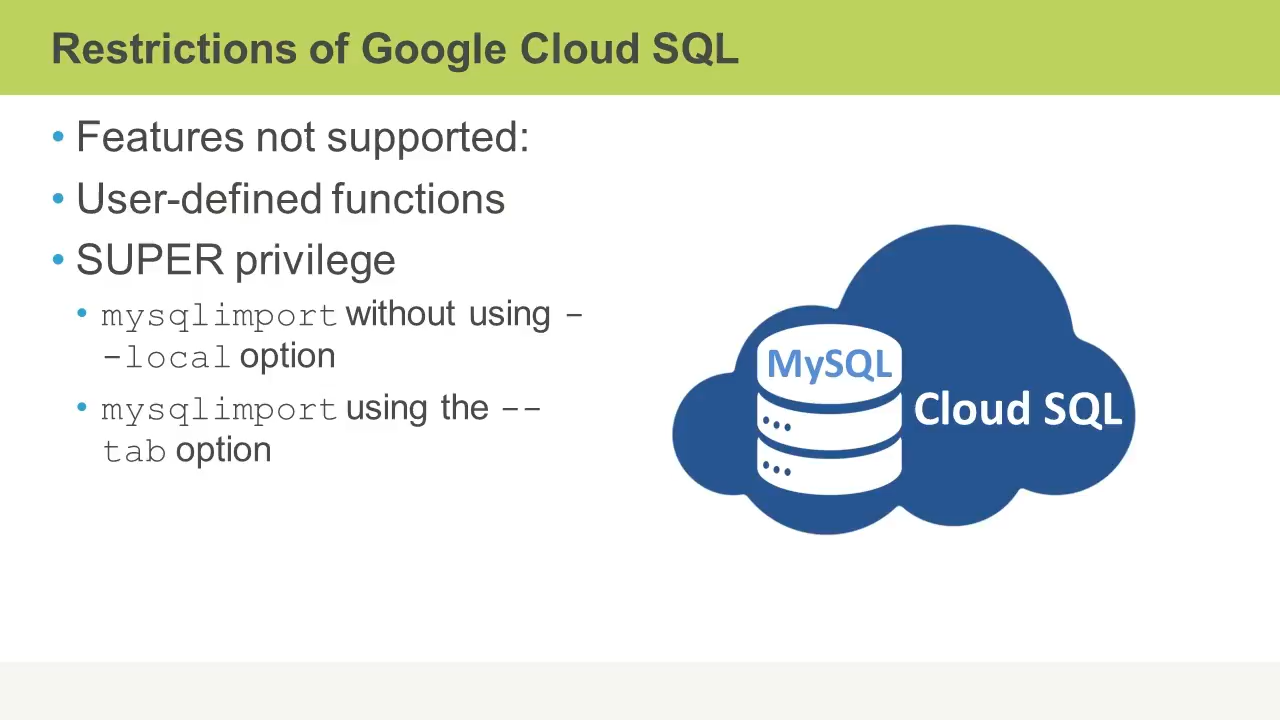 Restrictions of Google Cloud SQL
• Features not supported:
• User-defined functions
• SUPER privilege
• mysqlimport without using -
-local option
• mysqlimport using the --
tab option
MySQL
Cloud SQL